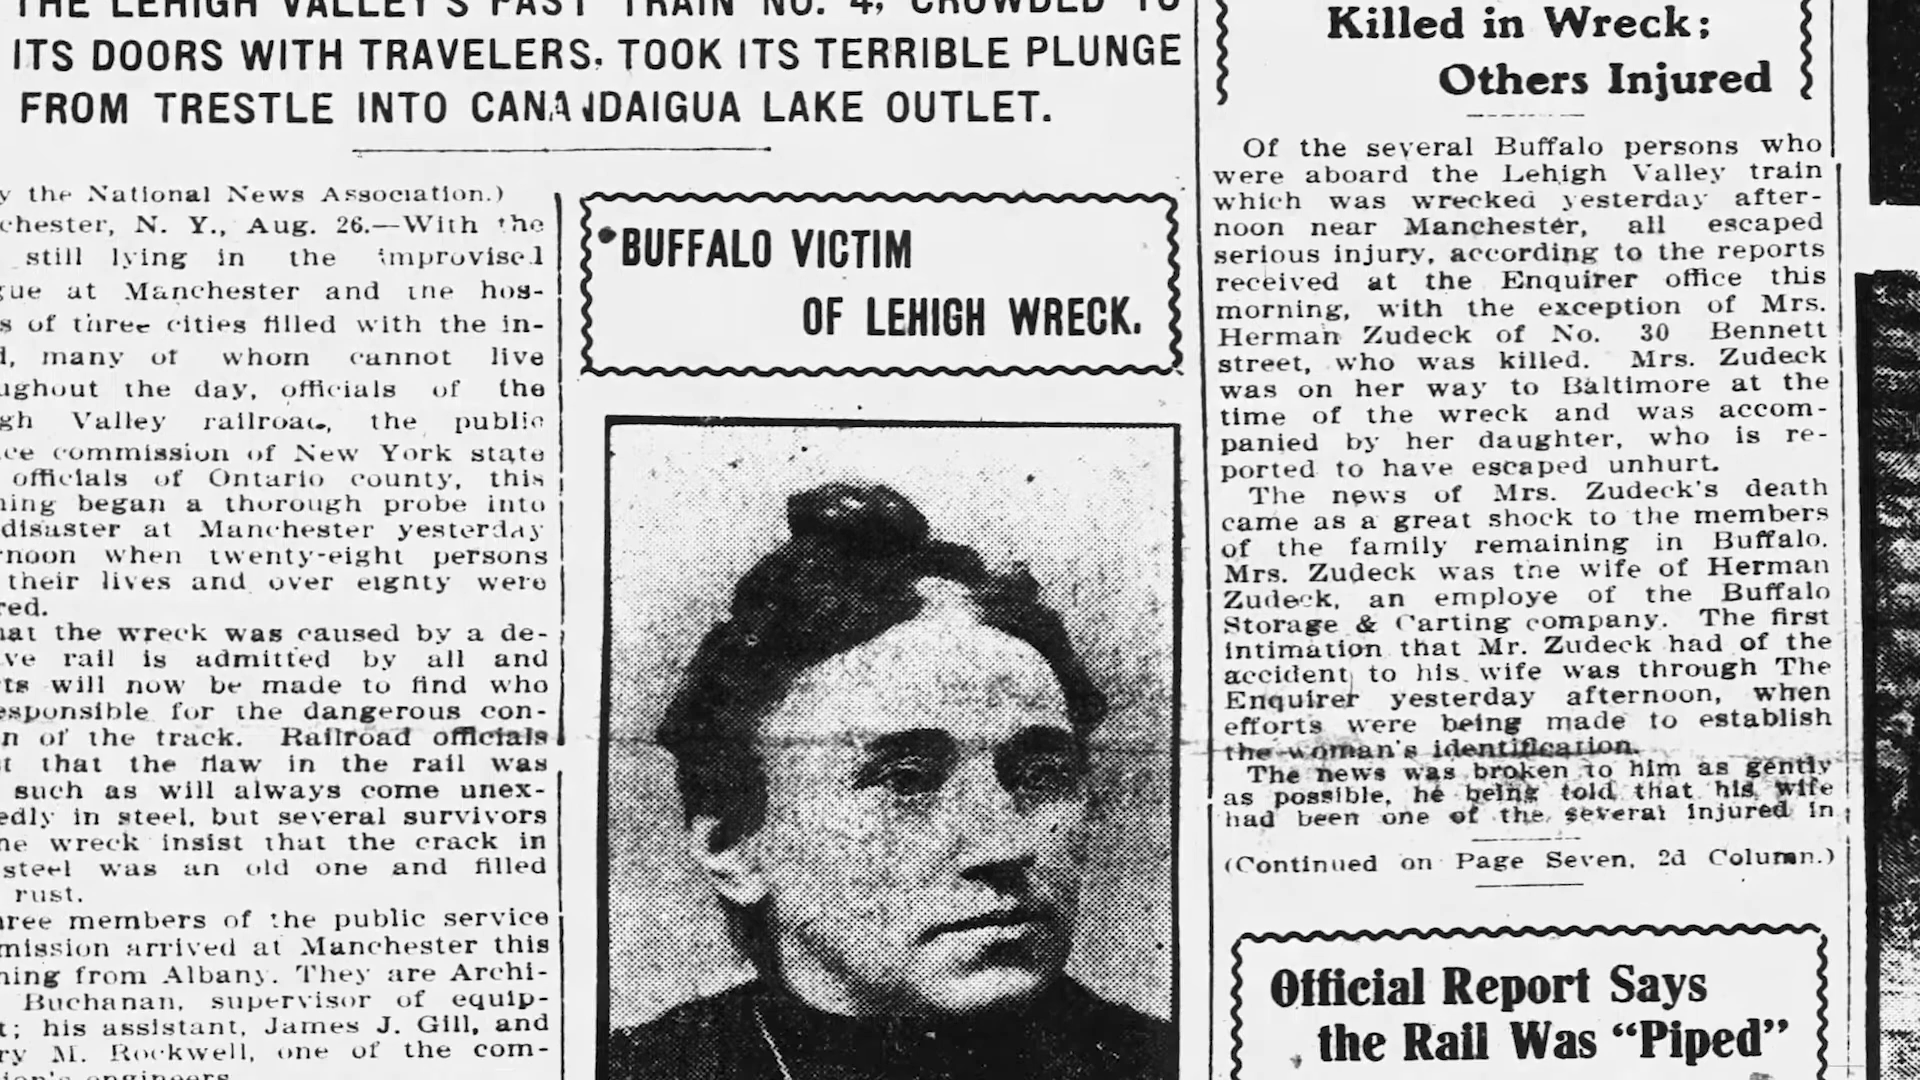 THE LEHIGH VALLEY'S FAST TRAIN NO. 4, CROWDED TO
ITS DOORS WITH TRAVELERS, TOOK ITS TERRIBLE PLUNGE
FROM TRESTLE INTO CANANDAIGUA LAKE OUTLET.
y the National News Association.)
chester, N. Y., Aug. 26.—With the
still lying in the improvised
gue at Manchester and the hos-
s of three cities filled with the in-
d, many of whom cannot live
ughout the day, officials of the
gh Valley railroad, the public
ce commission of New York state
officials of Ontario county, this
ning began a thorough probe into
disaster at Manchester yesterday
rnoon when twenty-eight persons
their lives and over eighty were
red.
hat the wreck was caused by a de-
ve rail is admitted by all and
rts will now be made to find who
esponsible for the dangerous con-
n of the track. Railroad officials
t that the flaw in the rail was
such as will always come unex-
edly in steel, but several survivors
he wreck insist that the crack in
steel was an old one and filled
rust.
hree members of the public service
mission arrived at Manchester this
ning from Albany. They are Archi-
Buchanan, supervisor of equip-
t; his assistant, James J. Gill, and
ry M. Rockwell, one of the com-
ion's engineers.
BUFFALO VICTIM
OF LEHIGH WRECK.
Killed in Wreck;
Others Injured
Of the several Buffalo persons who
were aboard the Lehigh Valley train
which was wrecked yesterday after-
noon near Manchester, all escaped
serious injury, according to the reports
received at the Enquirer office this
morning, with the exception of Mrs.
Herman Zudeck of No. 30 Bennett
street, who was killed. Mrs. Zudeck
was on her way to Baltimore at the
time of the wreck and was accom-
panied by her daughter, who is re-
ported to have escaped unhurt.
The news of Mrs. Zudeck's death
came as a great shock to the members
of the family remaining in Buffalo.
Mrs. Zudeck was the wife of Herman
Zudeck, an employe of the Buffalo
Storage & Carting company. The first
intimation that Mr. Zudeck had of the
accident to his wife was through The
Enquirer yesterday afternoon, when
efforts were being made to establish
the woman's identification.
The news was broken to him as gently
as possible, he being told that his wife
had been one of the several injured in
(Continued on Page Seven, 2d Column.)
Official Report Says
the Rail Was "Piped"